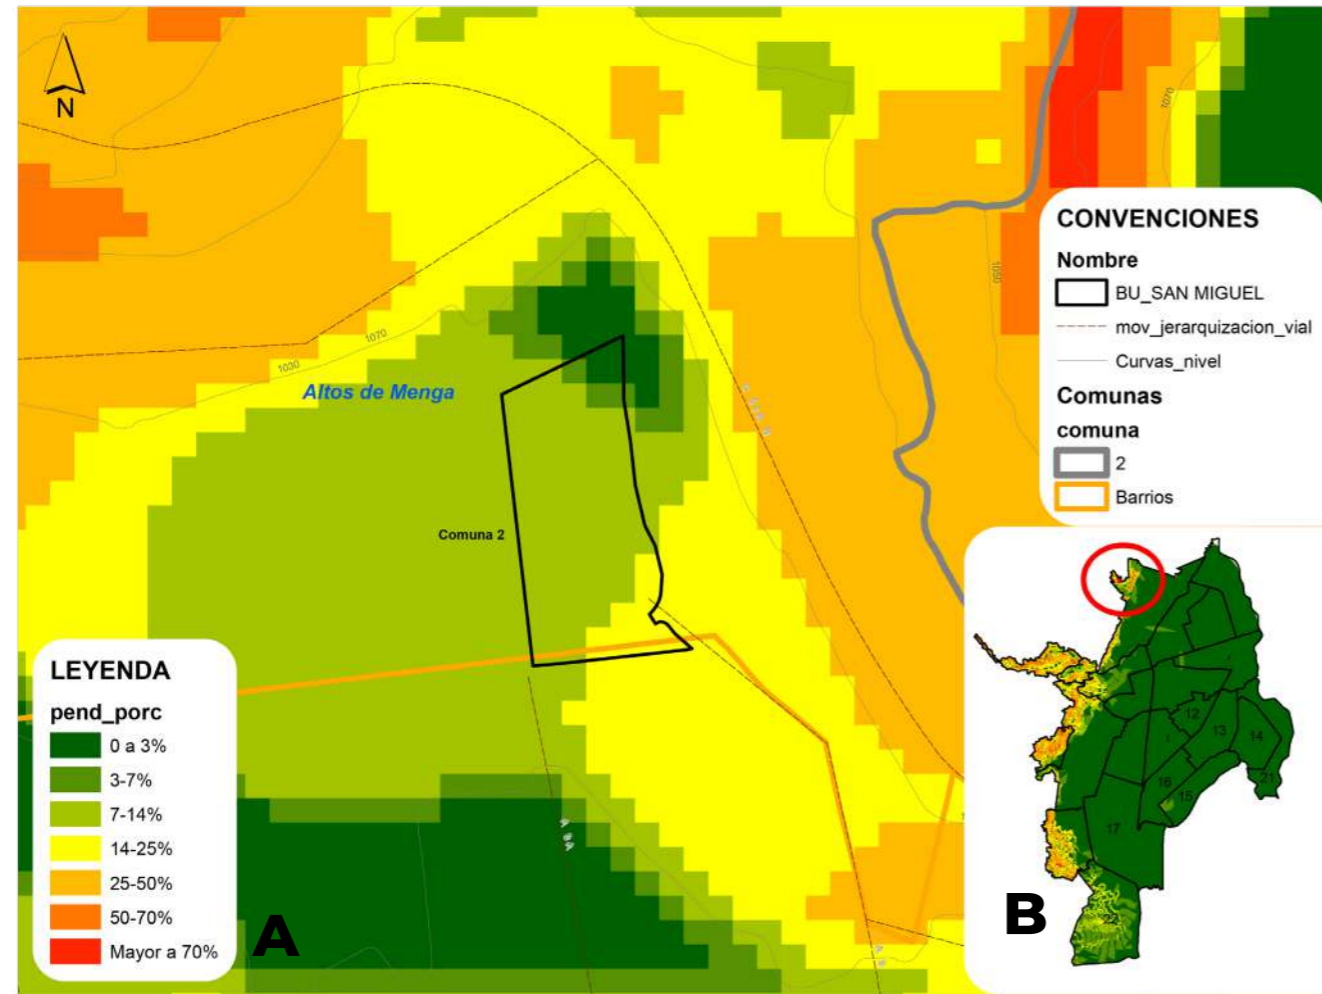 N
1070
CONVENCIONES
Nombre
BU_SAN MIGUEL
mov_jerarquizacion_vial
Curvas_nivel
Comunas
comuna
2
Barrios
1050
1070
1030
Altos de Menga
Comuna 2
LEYENDA
pend_porc
0 a 3%
3-7%
7-14%
14-25%
25-50%
50-70%
Mayor a 70%
A
A 9A
B
12
13
14
16
15
21
17
22